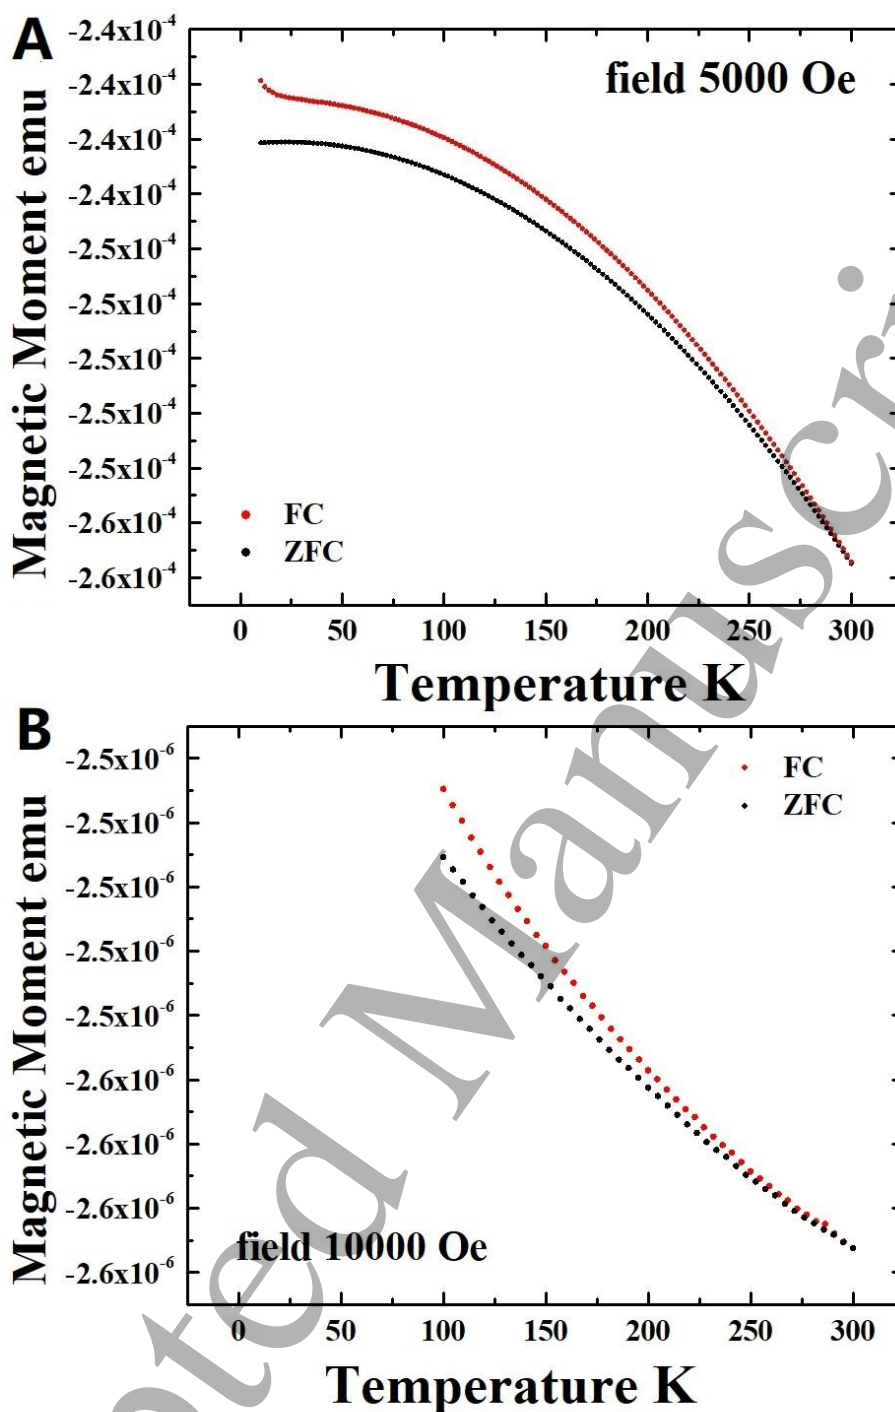 A
field 5000 Oe
Magnetic Moment emu
-2.4x10⁻⁴
-2.4x10⁻⁴
-2.4x10⁻⁴
-2.4x10⁻⁴
-2.5x10⁻⁴
-2.5x10⁻⁴
-2.5x10⁻⁴
-2.5x10⁻⁴
-2.5x10⁻⁴
-2.6x10⁻⁴
-2.6x10⁻⁴
FC
ZFC
0 50 100 150 200 250 300
Temperature K
B
Magnetic Moment emu
-2.5x10⁻⁶
-2.5x10⁻⁶
-2.5x10⁻⁶
-2.5x10⁻⁶
-2.5x10⁻⁶
-2.6x10⁻⁶
-2.6x10⁻⁶
-2.6x10⁻⁶
-2.6x10⁻⁶
FC
ZFC
field 10000 Oe
0 50 100 150 200 250 300
Temperature K
pted Manuscri